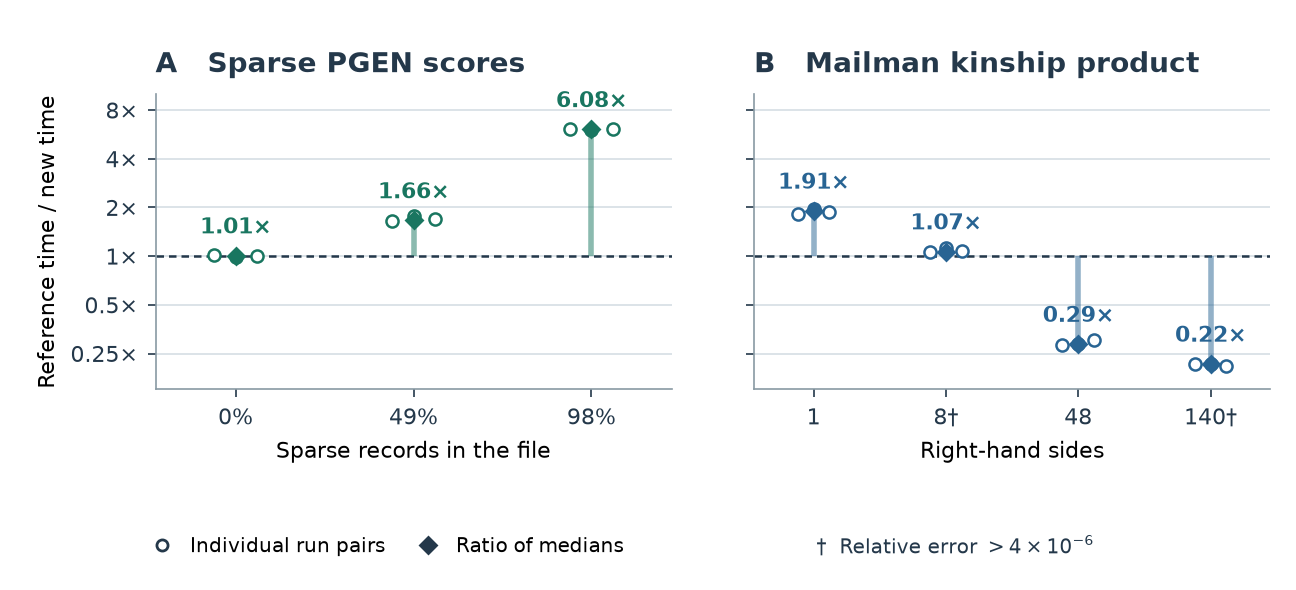 A Sparse PGEN scores
Reference time / new time
8×
4×
2×
1×
0.5×
0.25×
1.01×
1.66×
6.08×
0% 49% 98%
Sparse records in the file
B Mailman kinship product
1.91×
1.07×
0.29×
0.22×
1 8† 48 140†
Right-hand sides
Individual run pairs Ratio of medians
† Relative error > 4 × 10⁻⁶